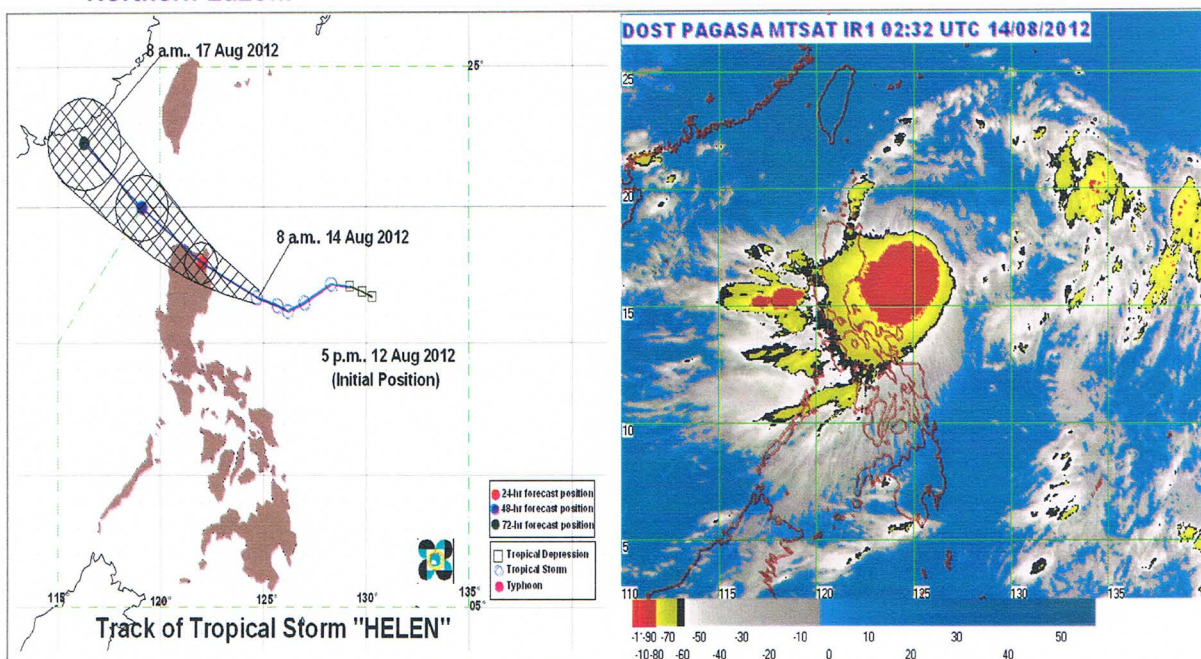 8 a.m.. 17 Aug 2012
25°
8 a.m.. 14 Aug 2012
5 p.m.. 12 Aug 2012
(Initial Position)
24-hr forecast position
48-hr forecast position
72-hr forecast position
Tropical Depression
Tropical Storm
Typhoon
115°
120°
125°
130°
135°
05°
Track of Tropical Storm "HELEN"
DOST PAGASA MTSAT IR1 02:32 UTC 14/08/2012
25
20
15
10
5
110
115
120
125
130
135
-1'-90 -70 -50 -30 -10 10 30 50
-10-80 -60 -40 -20 0 20 40